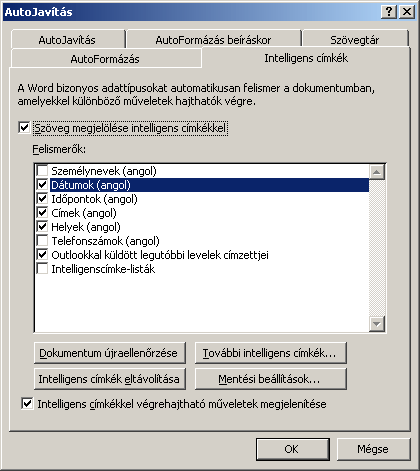 AutoJavítás
AutoJavítás
AutoFormázás beíráskor
Szövegtár
AutoFormázás
Intelligens címkék
A Word bizonyos adattípusokat automatikusan felismer a dokumentumban,
amelyekkel különböző műveletek hajthatók végre.
Szöveg megjelölése intelligens címkékkel
Felismerők:
Személynevek (angol)
Dátumok (angol)
Időpontok (angol)
Címek (angol)
Helyek (angol)
Telefonszámok (angol)
Outlookkal küldött legutóbbi levelek címzettjei
Intelligenscímke-listák
Dokumentum újraellenőrzése
További intelligens címkék...
Intelligens címkék eltávolítása
Mentési beállítások...
Intelligens címkékkel végrehajtható műveletek megjelenítése
OK
Mégse